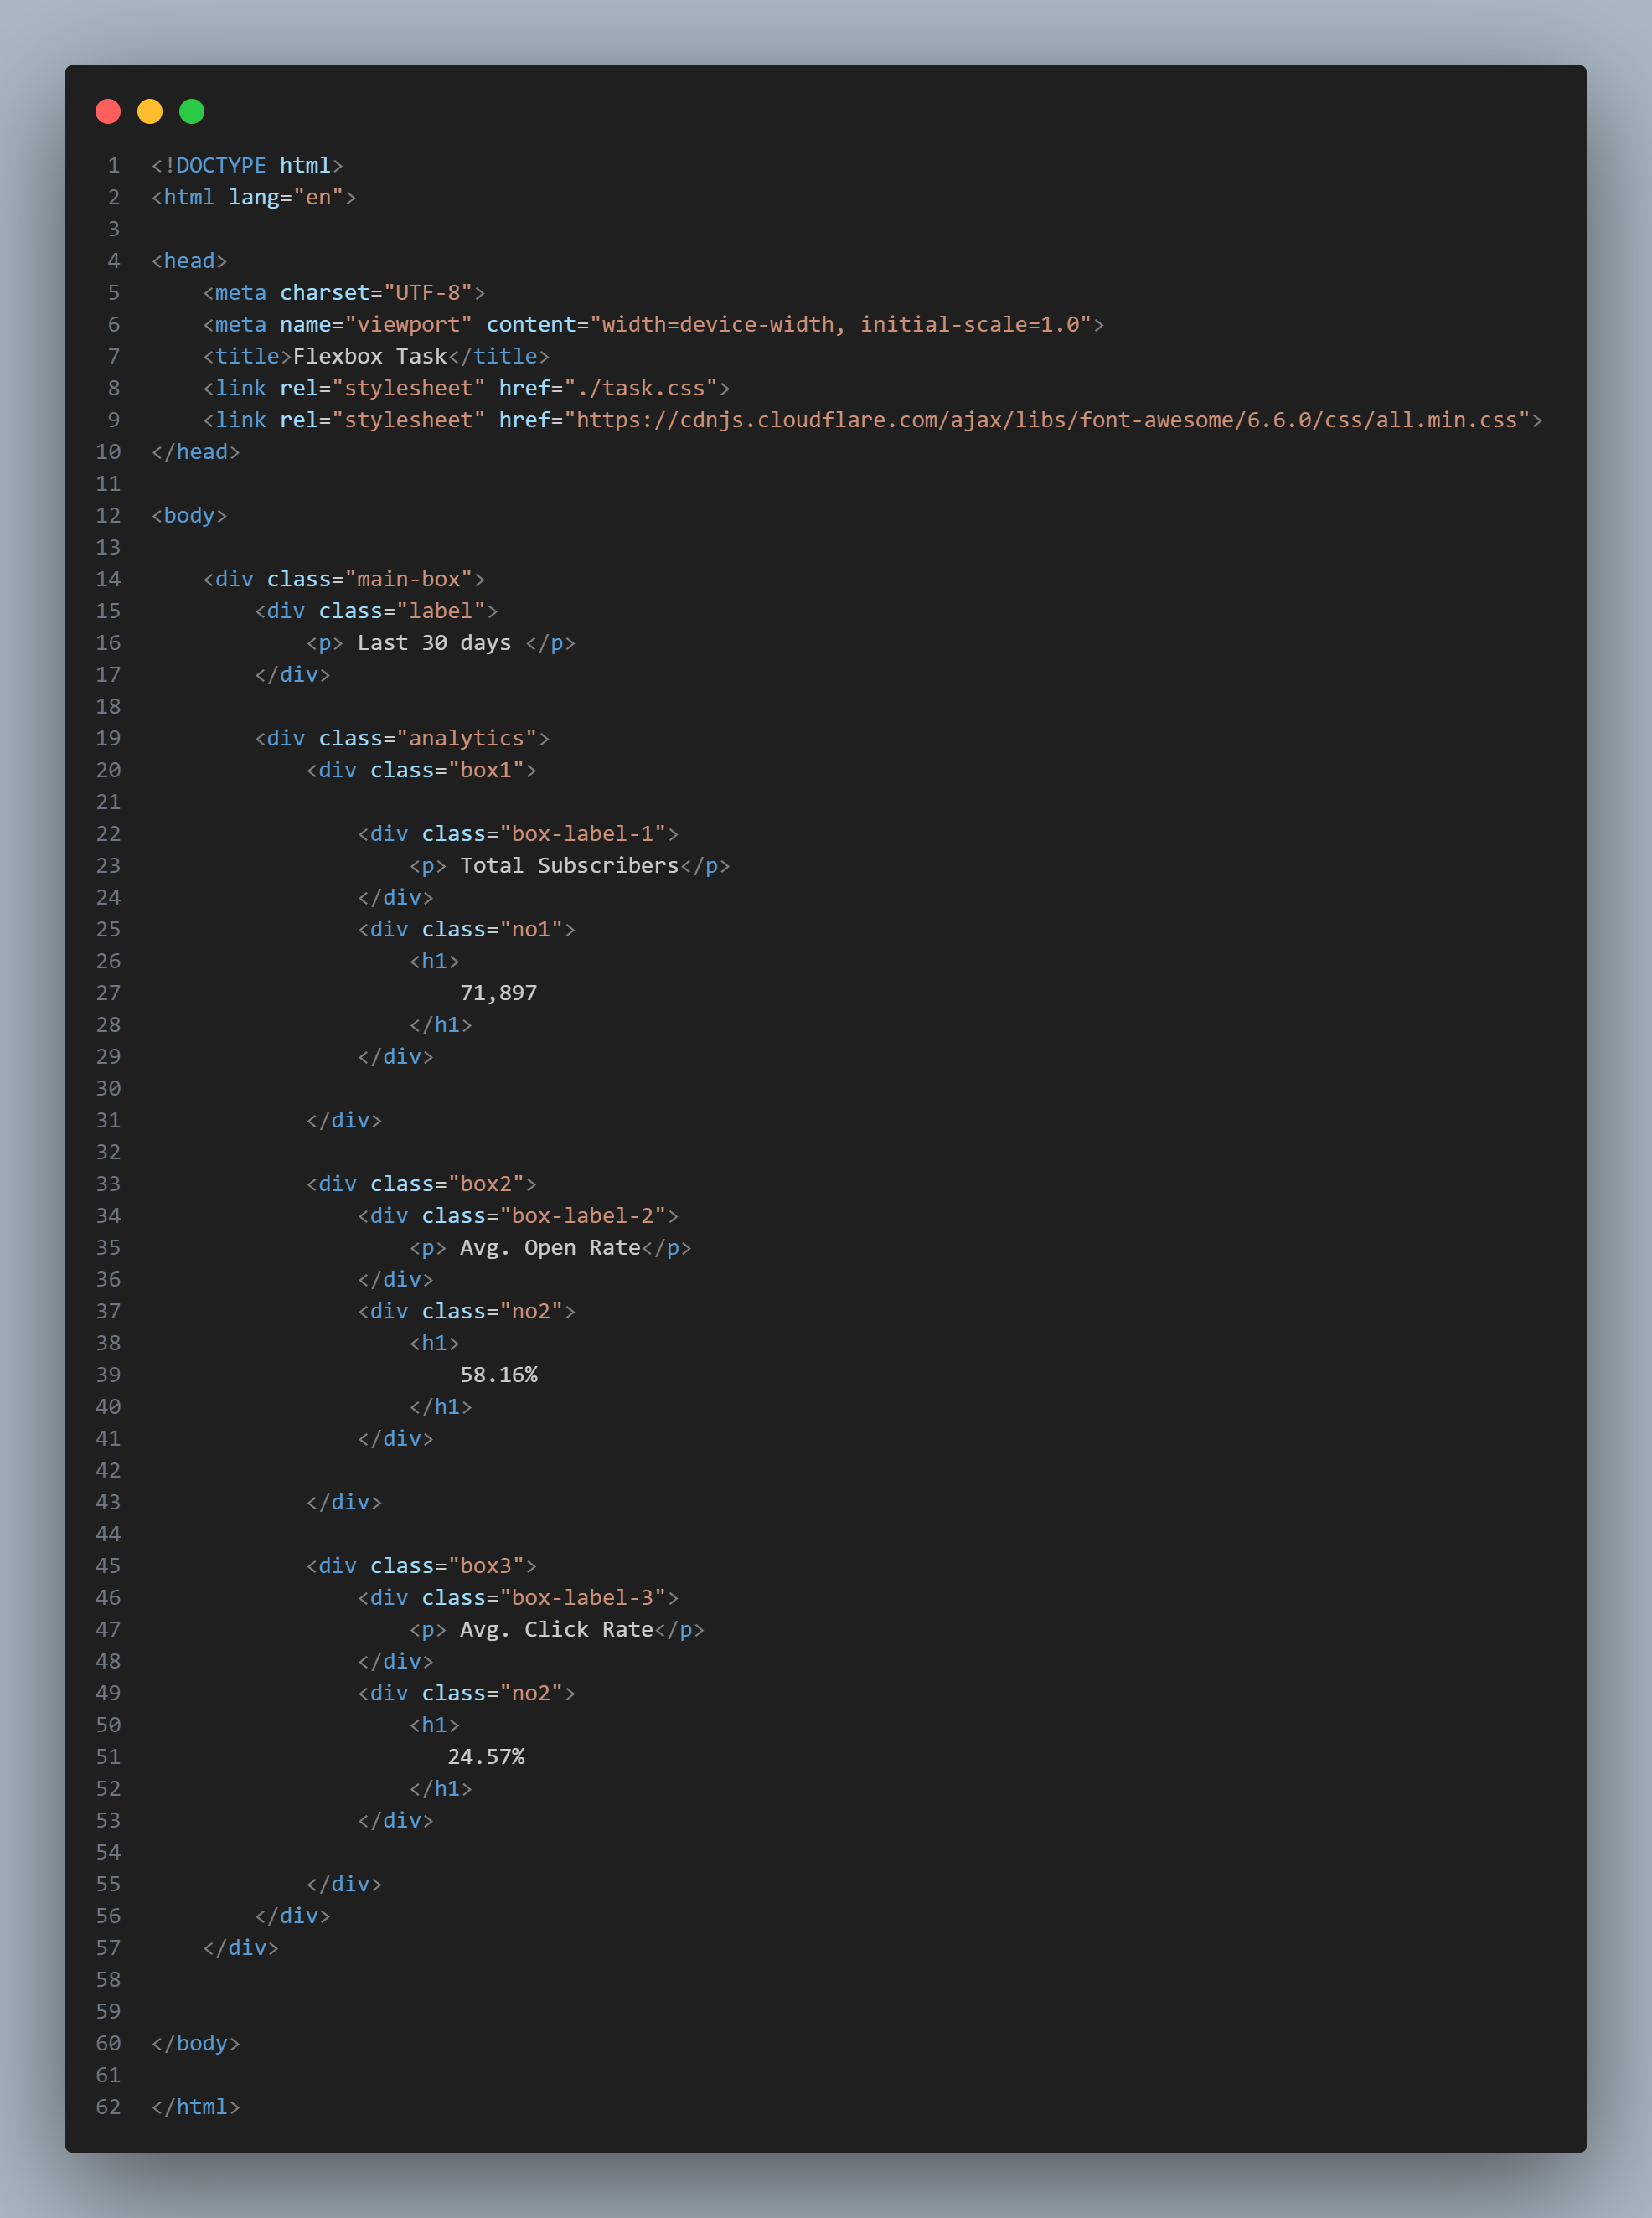 1 <!DOCTYPE html>
2 <html lang="en">
3
4 <head>
5     <meta charset="UTF-8">
6     <meta name="viewport" content="width=device-width, initial-scale=1.0">
7     <title>Flexbox Task</title>
8     <link rel="stylesheet" href="./task.css">
9     <link rel="stylesheet" href="https://cdnjs.cloudflare.com/ajax/libs/font-awesome/6.6.0/css/all.min.css">
10 </head>
11
12 <body>
13
14     <div class="main-box">
15         <div class="label">
16             <p> Last 30 days </p>
17         </div>
18
19         <div class="analytics">
20             <div class="box1">
21
22                 <div class="box-label-1">
23                     <p> Total Subscribers</p>
24                 </div>
25                 <div class="no1">
26                     <h1>
27                         71,897
28                     </h1>
29                 </div>
30
31             </div>
32
33             <div class="box2">
34                 <div class="box-label-2">
35                     <p> Avg. Open Rate</p>
36                 </div>
37                 <div class="no2">
38                     <h1>
39                         58.16%
40                     </h1>
41                 </div>
42
43             </div>
44
45             <div class="box3">
46                 <div class="box-label-3">
47                     <p> Avg. Click Rate</p>
48                 </div>
49                 <div class="no2">
50                     <h1>
51                        24.57%
52                     </h1>
53                 </div>
54
55             </div>
56         </div>
57     </div>
58
59
60 </body>
61
62 </html>